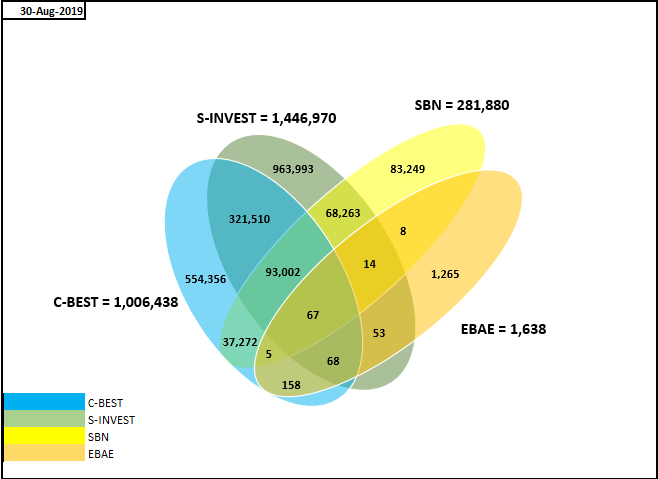 30-Aug-2019
SBN = 281,880
S-INVEST = 1,446,970
963,993
83,249
68,263
321,510
8
14
93,002
1,265
554,356
C-BEST = 1,006,438
67
EBAE = 1,638
53
37,272
5
68
158
C-BEST
S-INVEST
SBN
EBAE